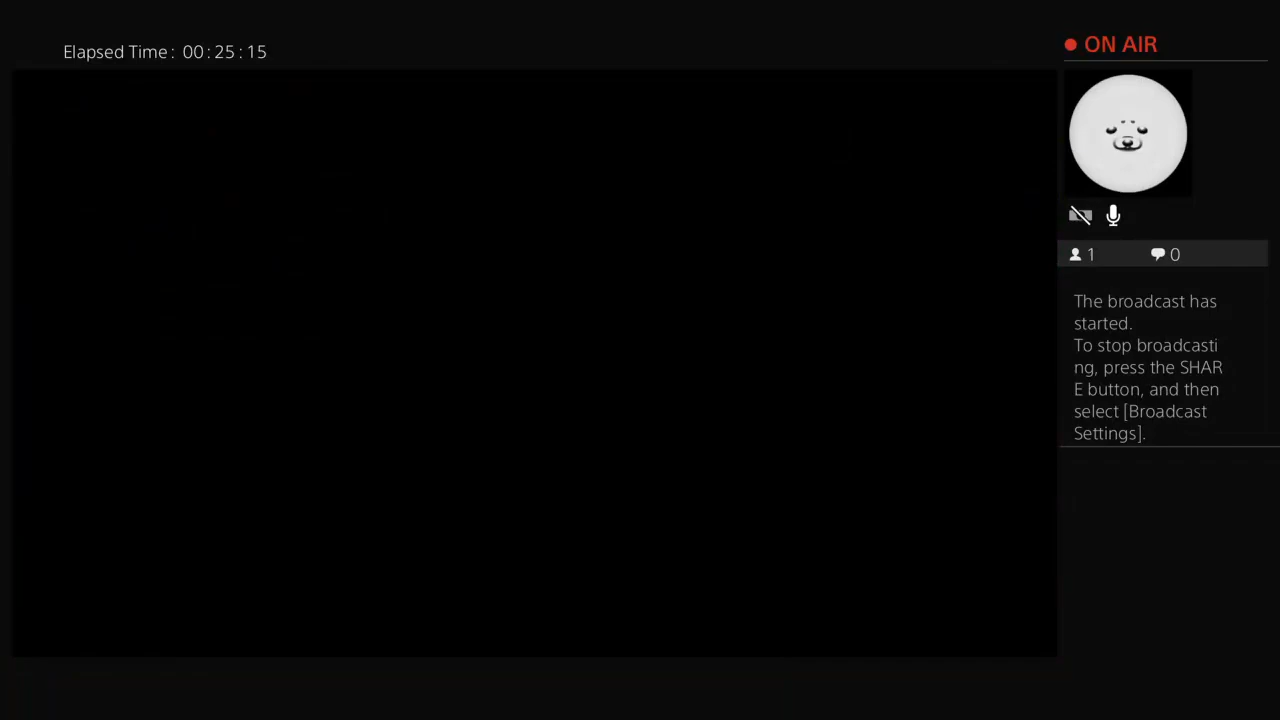 Elapsed Time: 00:25:15
ON AIR
1
0
The broadcast has
started.
To stop broadcasti
ng, press the SHAR
E button, and then
select [Broadcast
Settings].